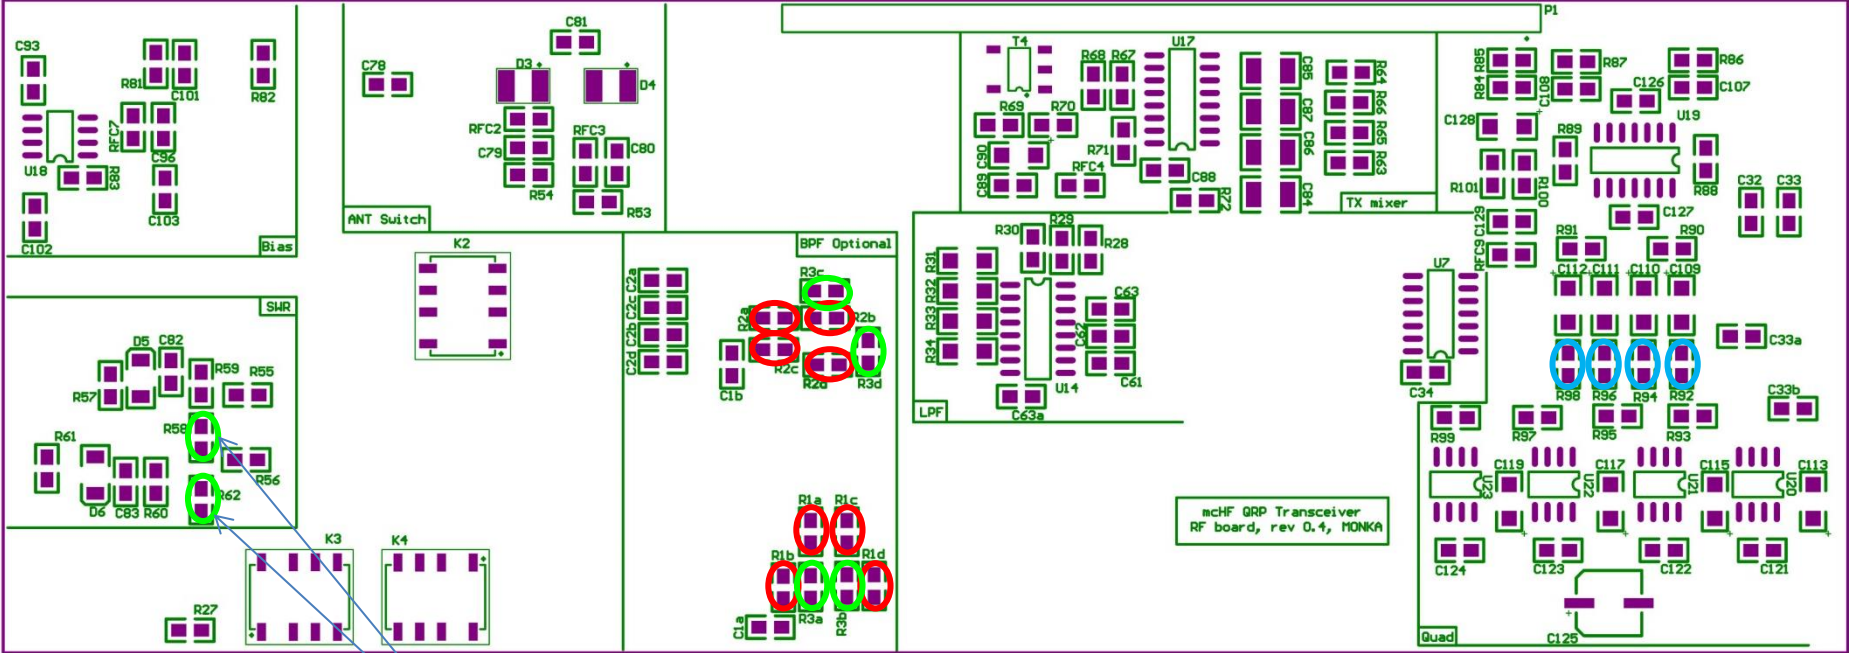 C93
R81
C101
R82
RFC7
U18
C96
R83
C103
C102
Bias
C78
C81
D3
D4
RFC2
RFC3
C79
C80
R54
R53
ANT Switch
K2
P1
T4
R68
R67
U17
C85
R64
R69
R70
C87
R66
R65
R71
C90
C86
R63
C89
RFC4
C88
R72
C84
TX mixer
R85
R87
R86
R84
C108
C126
C107
C128
U19
R89
R101
R100
R88
C32
C33
C129
C127
RFC9
R91
R90
C112
C111
C110
C109
C33a
C33b
R98
R96
R94
R92
R99
R97
R95
R93
C119
C117
C115
C113
U23
U22
U21
U20
C124
C123
C122
C121
C125
Quad
U7
C34
R30
R29
R28
R31
R32
R33
R34
C63
C62
C61
U14
C63a
LPF
BPF Optional
C2a
C2c
C2b
C2d
R3c
R2a
R2b
R2c
R2d
R3d
C1b
R1a
R1c
R1b
R1d
R3a
R3b
C1a
SWR
D5
C82
R59
R55
R57
R58
R61
R56
R62
D6
C83
R60
K3
K4
R27
mcHF QRP Transceiver
RF board, rev 0.4, MONKA